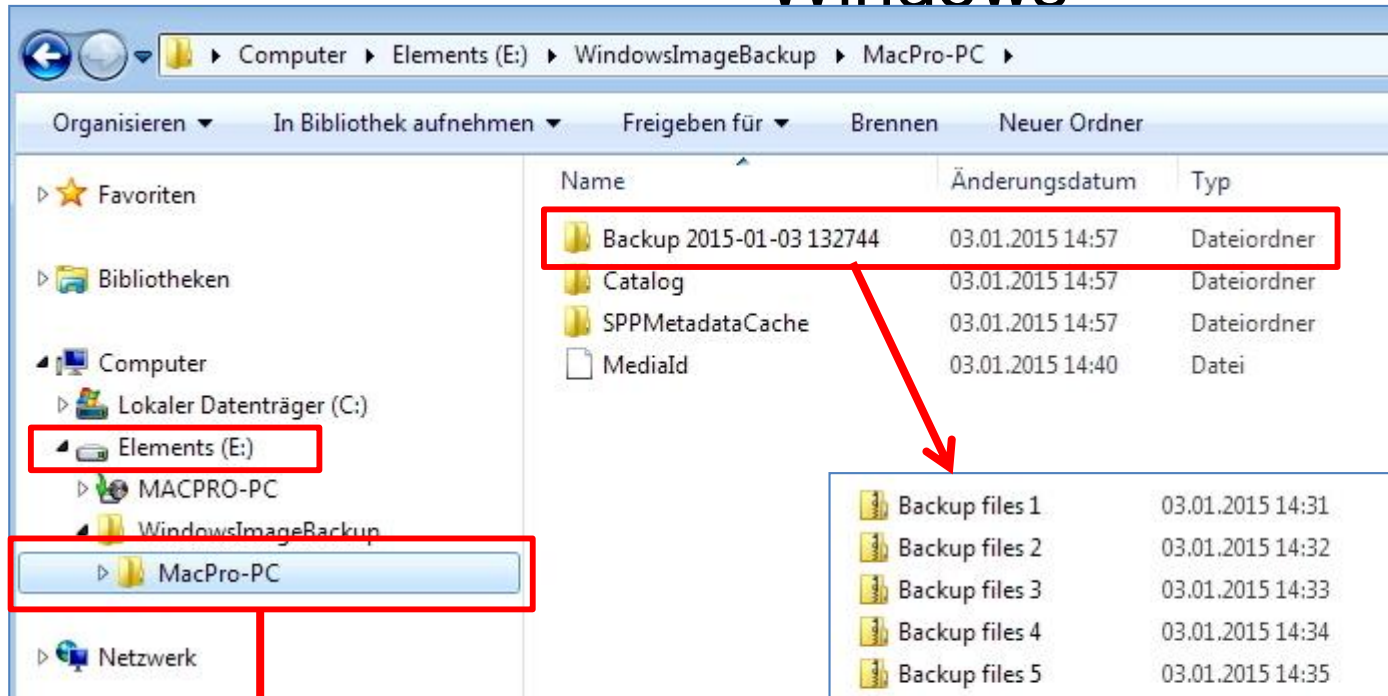 Windows
Computer ▸ Elements (E:) ▸ WindowsImageBackup ▸ MacPro-PC ▸
Organisieren ▾ In Bibliothek aufnehmen ▾ Freigeben für ▾ Brennen Neuer Ordner
Name Änderungsdatum Typ
Favoriten
Backup 2015-01-03 132744 03.01.2015 14:57 Dateiordner
Bibliotheken
Catalog 03.01.2015 14:57 Dateiordner
SPPMetadataCache 03.01.2015 14:57 Dateiordner
Computer
MediaId 03.01.2015 14:40 Datei
Lokaler Datenträger (C:)
Elements (E:)
MACPRO-PC
WindowsImageBackup
MacPro-PC
Netzwerk
Backup files 1 03.01.2015 14:31
Backup files 2 03.01.2015 14:32
Backup files 3 03.01.2015 14:33
Backup files 4 03.01.2015 14:34
Backup files 5 03.01.2015 14:35